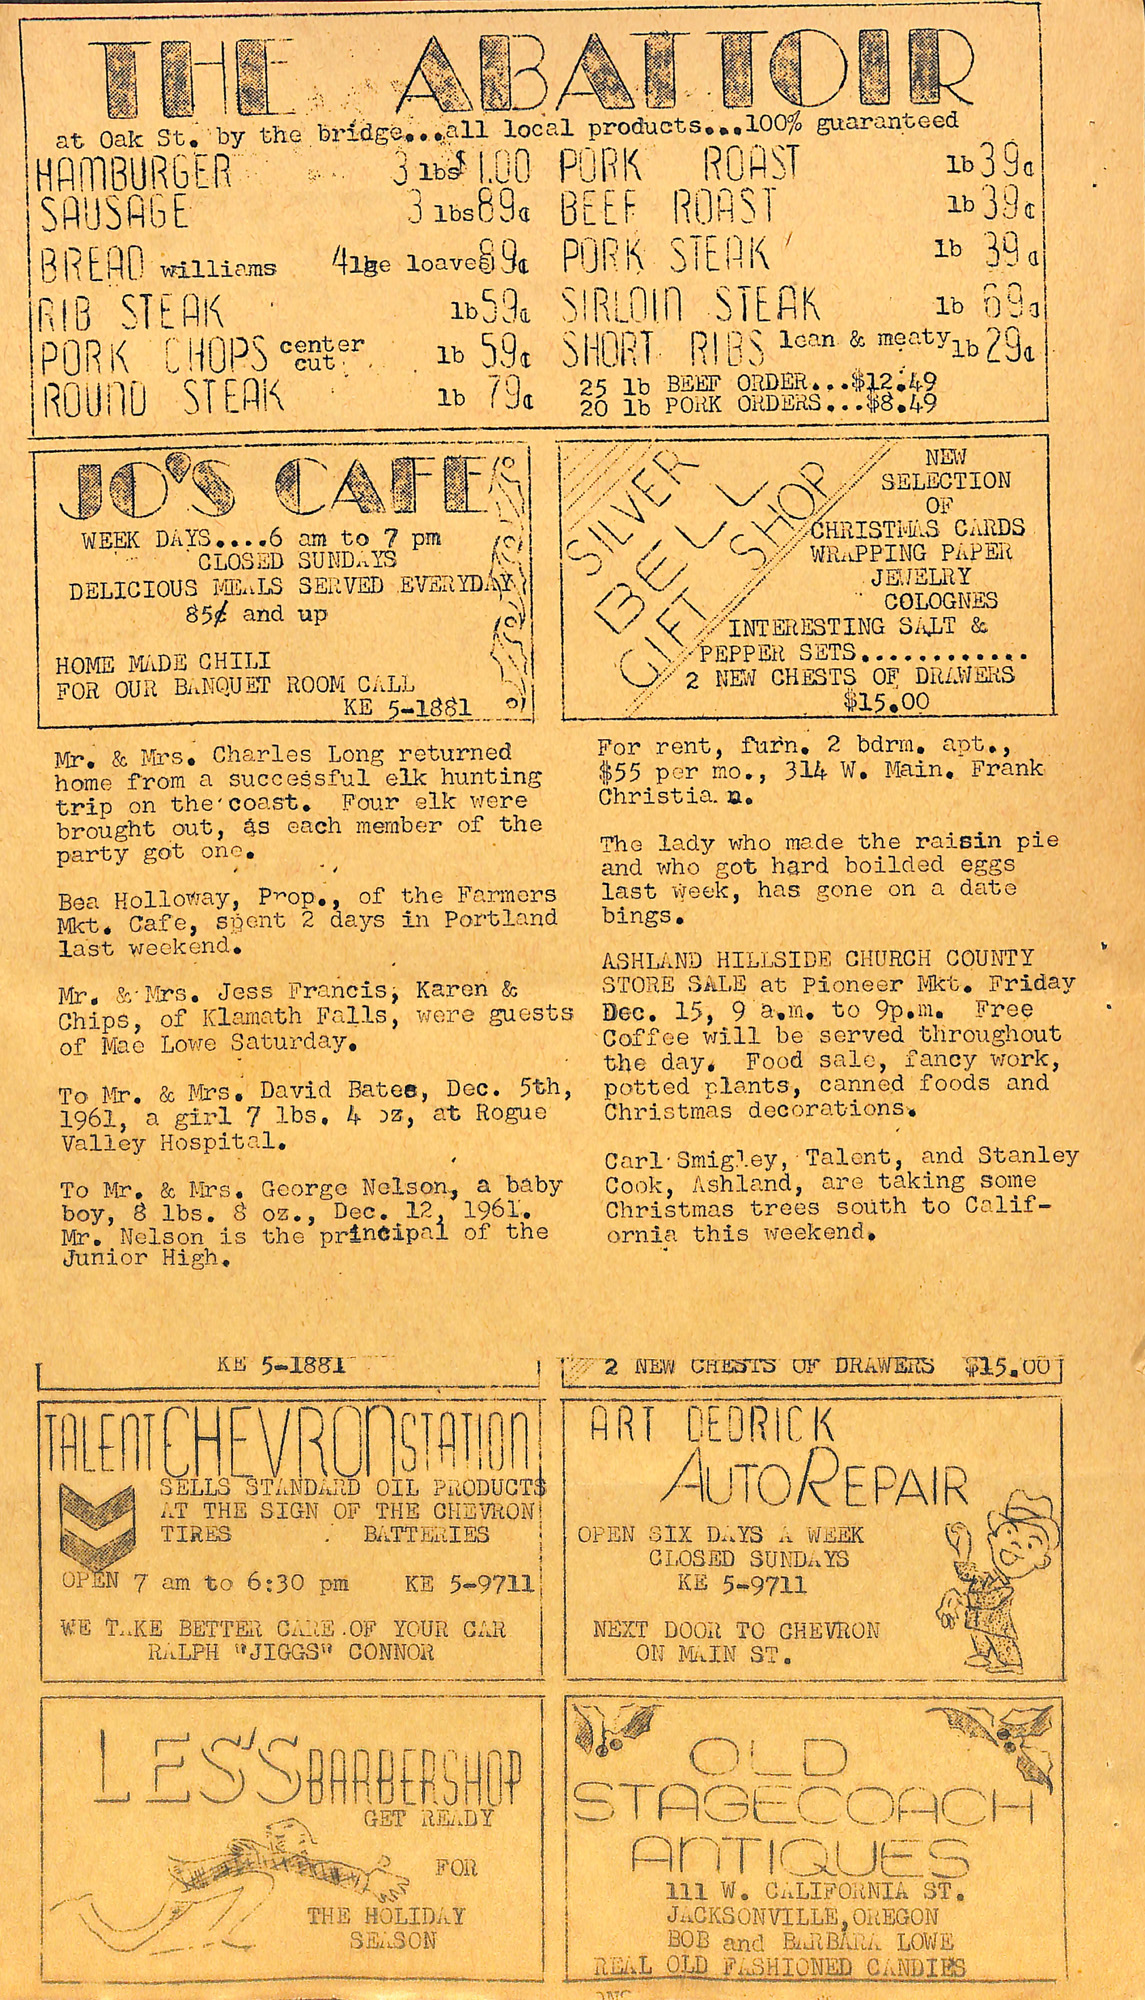 THE ABATTOIR
at Oak St. by the bridge...all local products...100% guaranteed
HAMBURGER 3 lbs $1.00
SAUSAGE 3 lbs 89¢
BREAD williams 4lge loaves 89¢
RIB STEAK lb 59¢
PORK CHOPS center cut lb 59¢
ROUND STEAK lb 79¢
PORK ROAST lb 39¢
BEEF ROAST lb 39¢
PORK STEAK lb 39¢
SIRLOIN STEAK lb 69¢
SHORT RIBS lean & meaty lb 29¢
25 lb BEEF ORDER...$12.49
20 lb PORK ORDERS...$8.49
JO'S CAFE
WEEK DAYS....6 am to 7 pm
CLOSED SUNDAYS
DELICIOUS MEALS SERVED EVERYDAY
85¢ and up
HOME MADE CHILI
FOR OUR BANQUET ROOM CALL
KE 5-1881
SILVER
BELL
GIFT SHOP
NEW
SELECTION
OF
CHRISTMAS CARDS
WRAPPING PAPER
JEWELRY
COLOGNES
INTERESTING SALT &
PEPPER SETS............
2 NEW CHESTS OF DRAWERS
$15.00
Mr. & Mrs. Charles Long returned
home from a successful elk hunting
trip on the coast. Four elk were
brought out, as each member of the
party got one.
Bea Holloway, Prop., of the Farmers
Mkt. Cafe, spent 2 days in Portland
last weekend.
Mr. & Mrs. Jess Francis, Karen &
Chips, of Klamath Falls, were guests
of Mae Lowe Saturday.
To Mr. & Mrs. David Bates, Dec. 5th,
1961, a girl 7 lbs. 4 oz, at Rogue
Valley Hospital.
To Mr. & Mrs. George Nelson, a baby
boy, 8 lbs. 8 oz., Dec. 12, 1961.
Mr. Nelson is the principal of the
Junior High.
For rent, furn. 2 bdrm. apt.,
$55 per mo., 314 W. Main. Frank
Christian.
The lady who made the raisin pie
and who got hard boilded eggs
last week, has gone on a date
bings.
ASHLAND HILLSIDE CHURCH COUNTY
STORE SALE at Pioneer Mkt. Friday
Dec. 15, 9 a.m. to 9p.m. Free
Coffee will be served throughout
the day. Food sale, fancy work,
potted plants, canned foods and
Christmas decorations.
Carl Smigley, Talent, and Stanley
Cook, Ashland, are taking some
Christmas trees south to Calif-
ornia this weekend.
KE 5-1881
2 NEW CHESTS OF DRAWERS $15.00
TALENT CHEVRON STATION
SELLS STANDARD OIL PRODUCTS
AT THE SIGN OF THE CHEVRON
TIRES BATTERIES
OPEN 7 am to 6:30 pm KE 5-9711
WE TAKE BETTER CARE OF YOUR CAR
RALPH "JIGGS" CONNOR
ART DEDRICK
AUTO REPAIR
OPEN SIX DAYS A WEEK
CLOSED SUNDAYS
KE 5-9711
NEXT DOOR TO CHEVRON
ON MAIN ST.
LES'S BARBERSHOP
GET READY
FOR
THE HOLIDAY
SEASON
OLD
STAGECOACH
ANTIQUES
111 W. CALIFORNIA ST.
JACKSONVILLE, OREGON
BOB and BARBARA LOWE
REAL OLD FASHIONED CANDIES